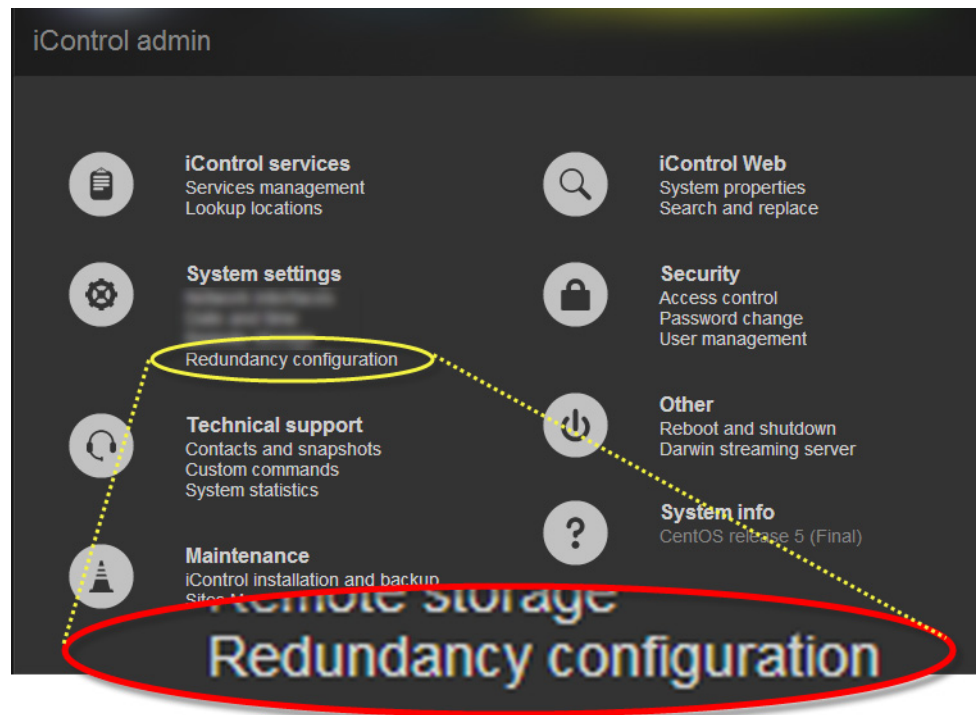 iControl admin
iControl services
Services management
Lookup locations
System settings
Redundancy configuration
Technical support
Contacts and snapshots
Custom commands
System statistics
Maintenance
iControl installation and backup
iControl Web
System properties
Search and replace
Security
Access control
Password change
User management
Other
Reboot and shutdown
Darwin streaming server
System info
CentOS release 5 (Final)
Remote storage
Redundancy configuration